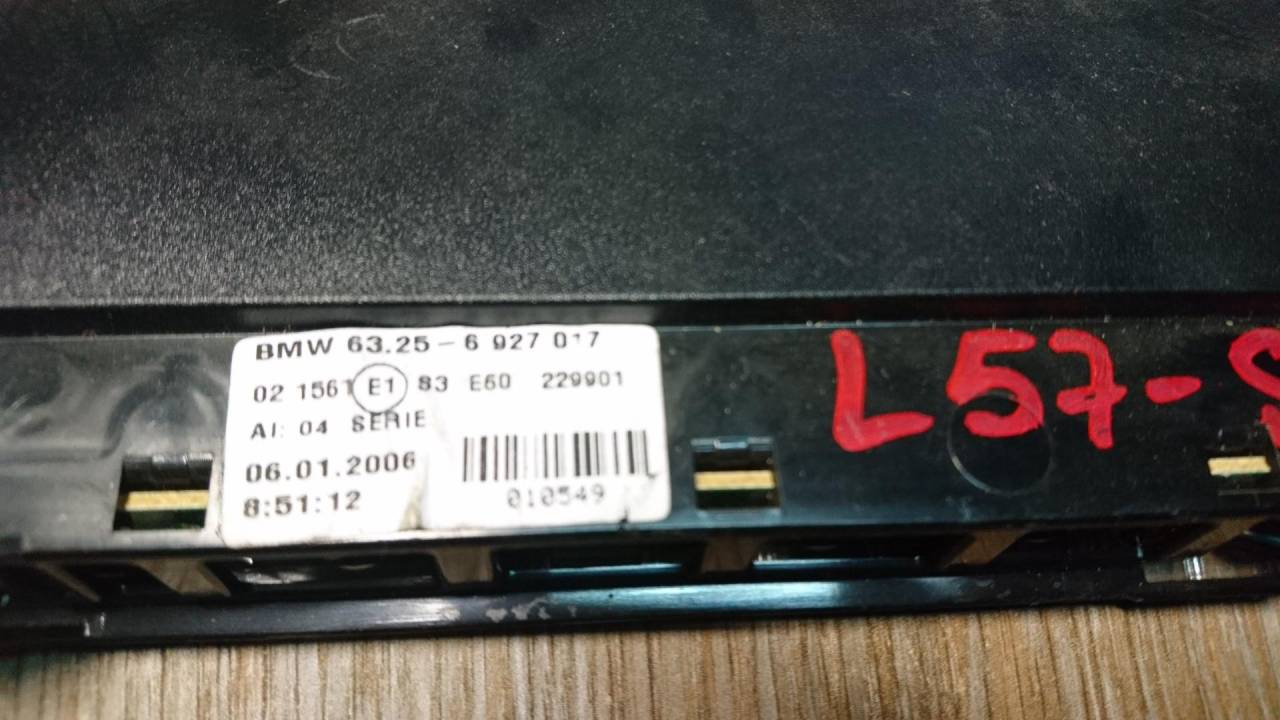 BMW 63.25-6 927 017
02 1561 E1 S3 E60 229901
AI: 04 SERIE
06.01.2006
8:51:12
010549
L57-S